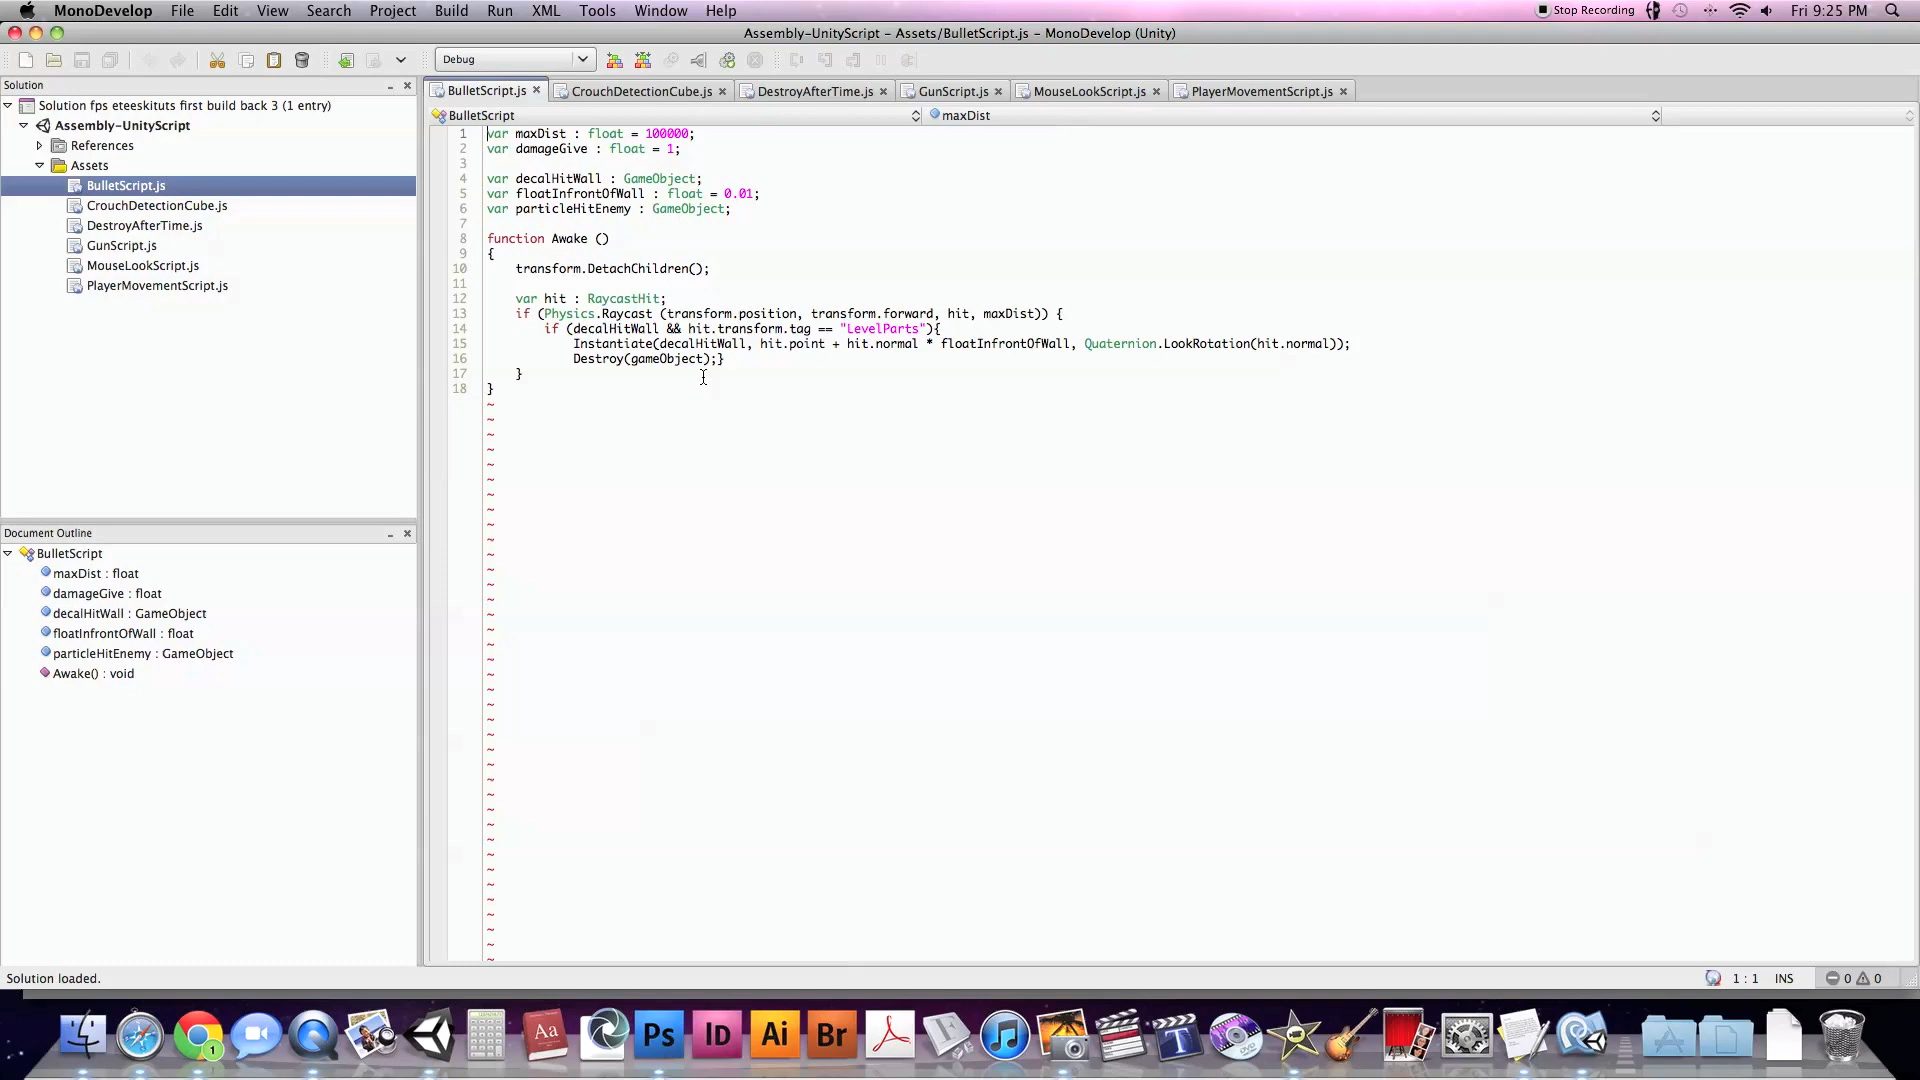 MonoDevelop File Edit View Search Project Build Run XML Tools Window Help
Stop Recording Fri 9:25 PM
Assembly-UnityScript – Assets/BulletScript.js – MonoDevelop (Unity)
Debug
Solution
Solution fps eteeskituts first build back 3 (1 entry)
Assembly-UnityScript
References
Assets
BulletScript.js
CrouchDetectionCube.js
DestroyAfterTime.js
GunScript.js
MouseLookScript.js
PlayerMovementScript.js
Document Outline
BulletScript
maxDist : float
damageGive : float
decalHitWall : GameObject
floatInfrontOfWall : float
particleHitEnemy : GameObject
Awake() : void
BulletScript.js CrouchDetectionCube.js DestroyAfterTime.js GunScript.js MouseLookScript.js PlayerMovementScript.js
BulletScript maxDist
1 var maxDist : float = 100000;
2 var damageGive : float = 1;
3
4 var decalHitWall : GameObject;
5 var floatInfrontOfWall : float = 0.01;
6 var particleHitEnemy : GameObject;
7
8 function Awake ()
9 {
10 transform.DetachChildren();
11
12 var hit : RaycastHit;
13 if (Physics.Raycast (transform.position, transform.forward, hit, maxDist)) {
14 if (decalHitWall && hit.transform.tag == "LevelParts"){
15 Instantiate(decalHitWall, hit.point + hit.normal * floatInfrontOfWall, Quaternion.LookRotation(hit.normal));
16 Destroy(gameObject);}
17 }
18 }
Solution loaded.
1 : 1 INS 0 0
1 Aa Ps Id Ai Br T